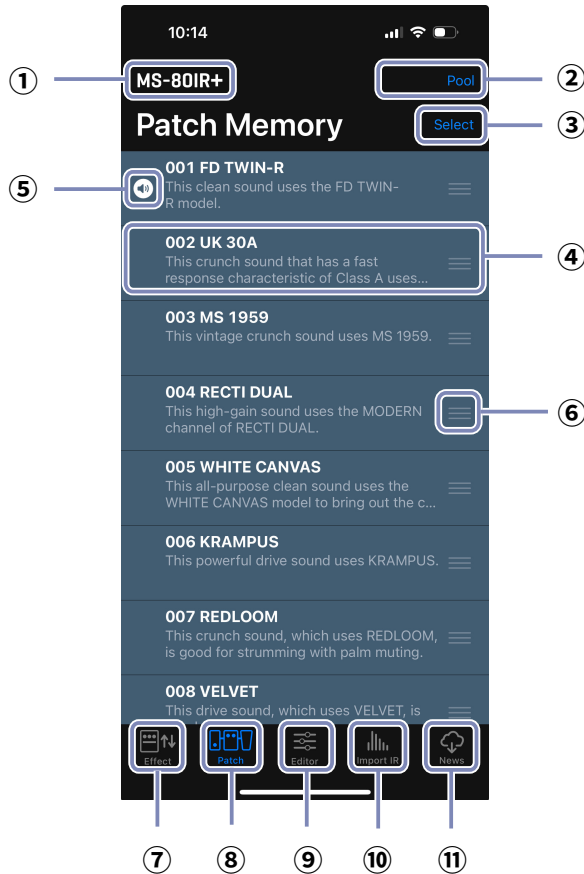 10:14
① MS-80IR+ Pool ②
Patch Memory Select ③
⑤ 001 FD TWIN-R
This clean sound uses the FD TWIN-
R model.
002 UK 30A
This crunch sound that has a fast ④
response characteristic of Class A uses...
003 MS 1959
This vintage crunch sound uses MS 1959.
004 RECTI DUAL
This high-gain sound uses the MODERN ⑥
channel of RECTI DUAL.
005 WHITE CANVAS
This all-purpose clean sound uses the
WHITE CANVAS model to bring out the c...
006 KRAMPUS
This powerful drive sound uses KRAMPUS.
007 REDLOOM
This crunch sound, which uses REDLOOM,
is good for strumming with palm muting.
008 VELVET
This drive sound, which uses VELVET, is
Effect Patch Editor Import IR News
⑦ ⑧ ⑨ ⑩ ⑪